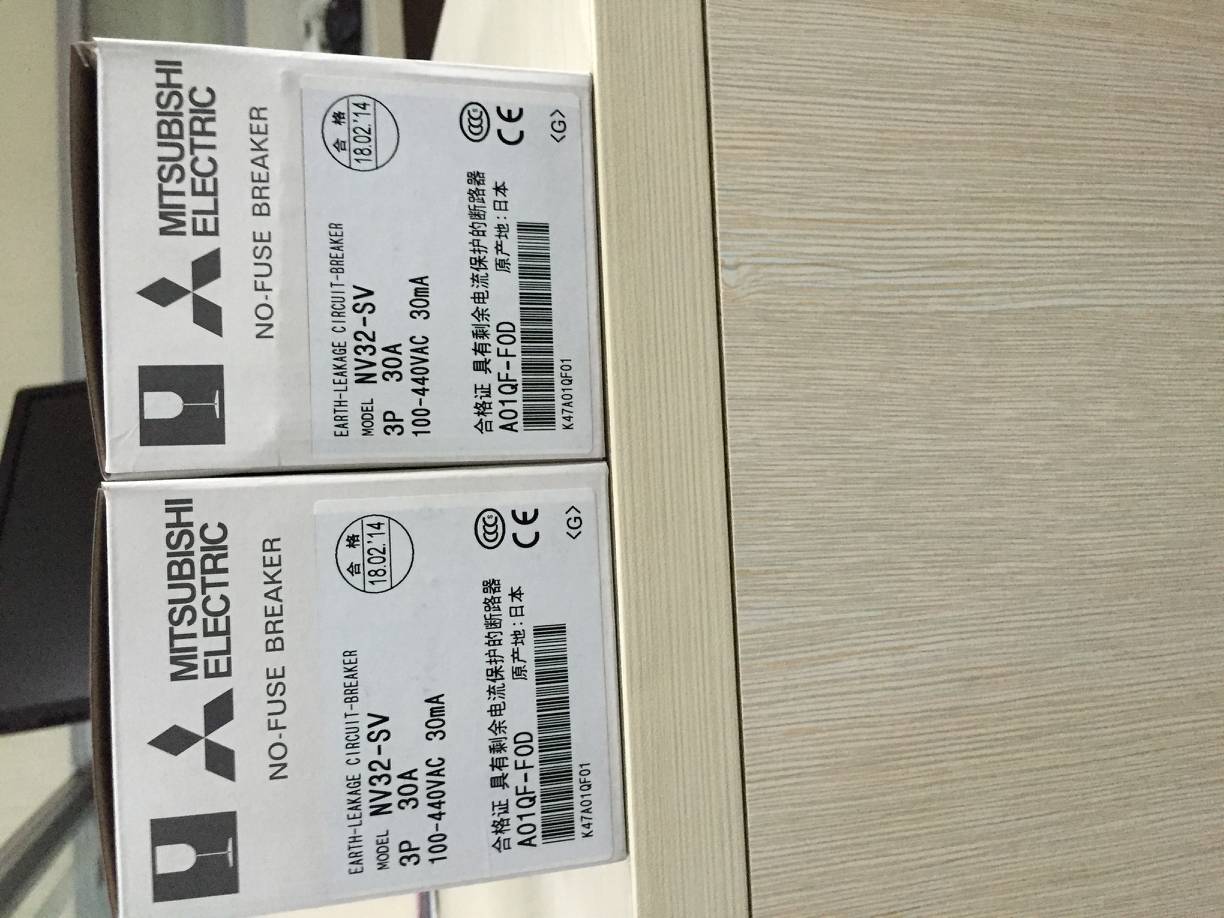 MITSUBISHI
ELECTRIC
NO-FUSE BREAKER
EARTH-LEAKAGE CIRCUIT-BREAKER
MODEL NV32-SV
3P 30A
100-440VAC 30mA
合格
18.02.'14
合格证 具有剩余电流保护的断路器
A01QF-F0D 原产地:日本
K47A01QF01
CCC S
CE
<G>
MITSUBISHI
ELECTRIC
NO-FUSE BREAKER
EARTH-LEAKAGE CIRCUIT-BREAKER
MODEL NV32-SV
3P 30A
100-440VAC 30mA
合格
18.02.'14
合格证 具有剩余电流保护的断路器
A01QF-F0D 原产地:日本
K47A01QF01
CCC S
CE
<G>